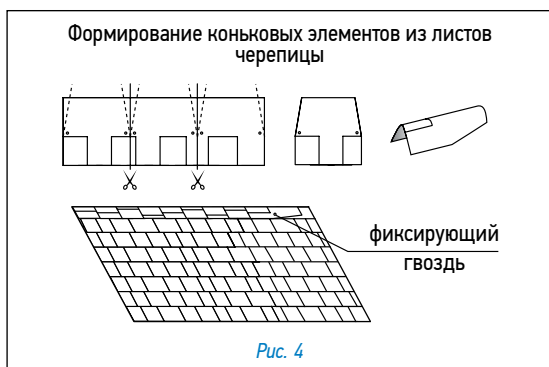 Формирование коньковых элементов из листов
черепицы
фиксирующий
гвоздь
Рис. 4